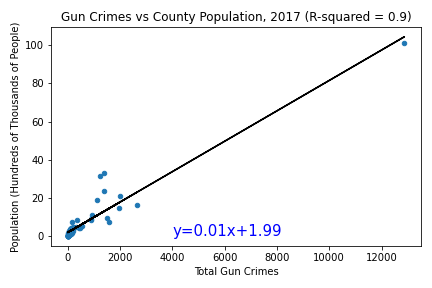 Gun Crimes vs County Population, 2017 (R-squared = 0.9)
Population (Hundreds of Thousands of People)
100
80
60
40
20
0
y=0.01x+1.99
0 2000 4000 6000 8000 10000 12000
Total Gun Crimes